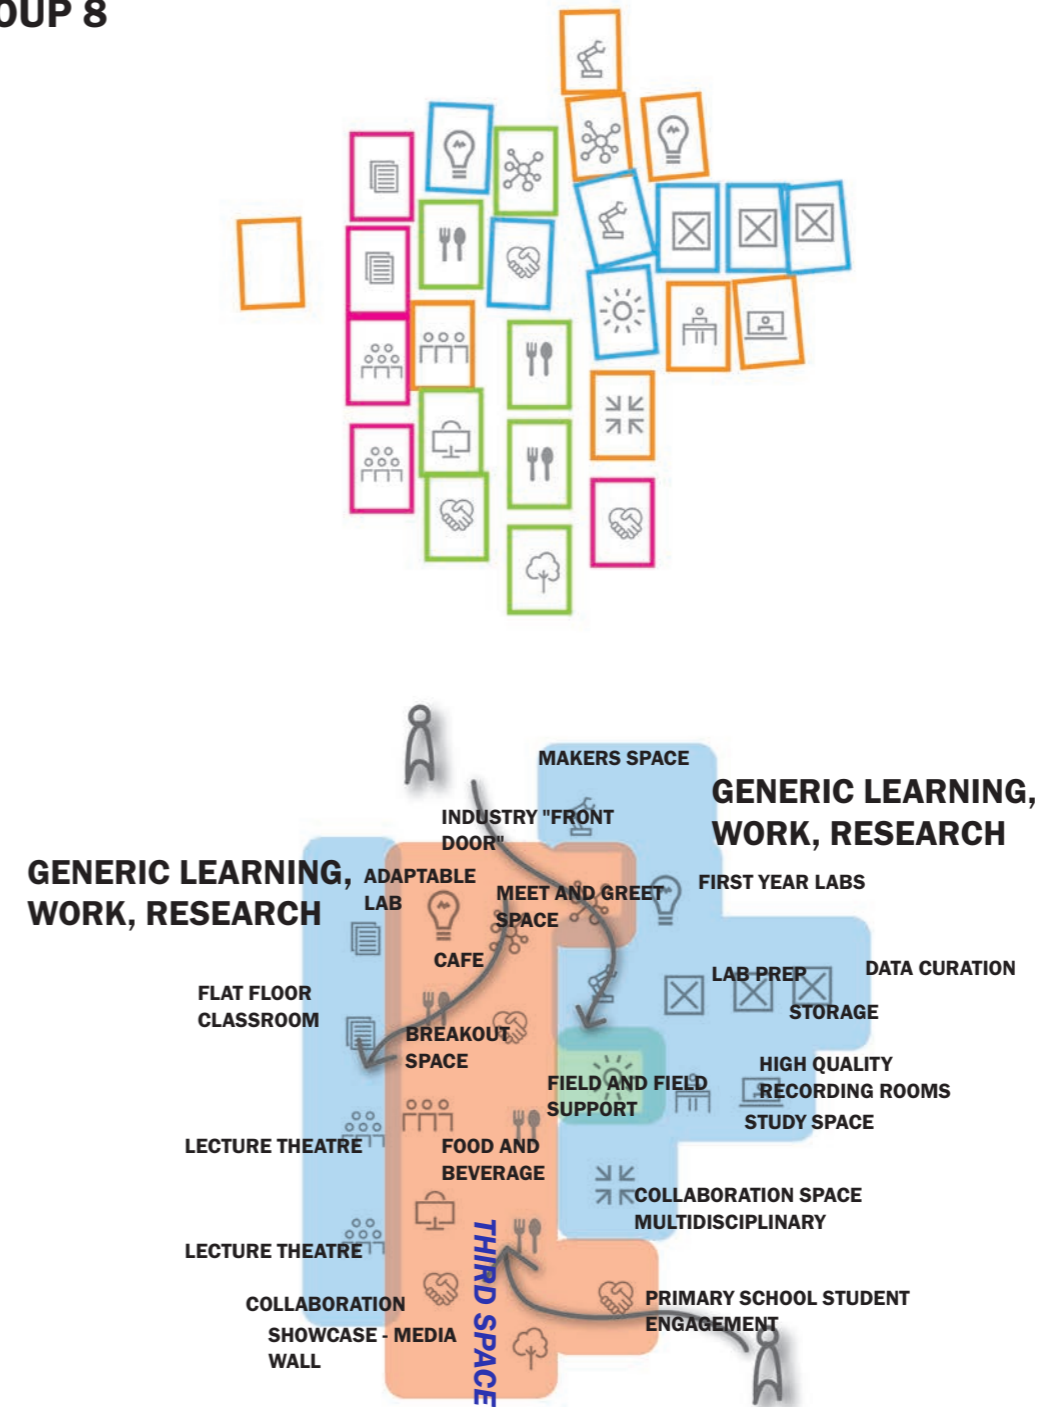 OUP 8
MAKERS SPACE
GENERIC LEARNING,
WORK, RESEARCH
INDUSTRY "FRONT
DOOR"
GENERIC LEARNING,
WORK, RESEARCH
ADAPTABLE
LAB
MEET AND GREET
SPACE
FIRST YEAR LABS
CAFE
LAB PREP
DATA CURATION
STORAGE
FLAT FLOOR
CLASSROOM
BREAKOUT
SPACE
HIGH QUALITY
RECORDING ROOMS
FIELD AND FIELD
SUPPORT
STUDY SPACE
LECTURE THEATRE
FOOD AND
BEVERAGE
COLLABORATION SPACE
MULTIDISCIPLINARY
LECTURE THEATRE
THIRD SPACE
COLLABORATION
SHOWCASE - MEDIA
WALL
PRIMARY SCHOOL STUDENT
ENGAGEMENT